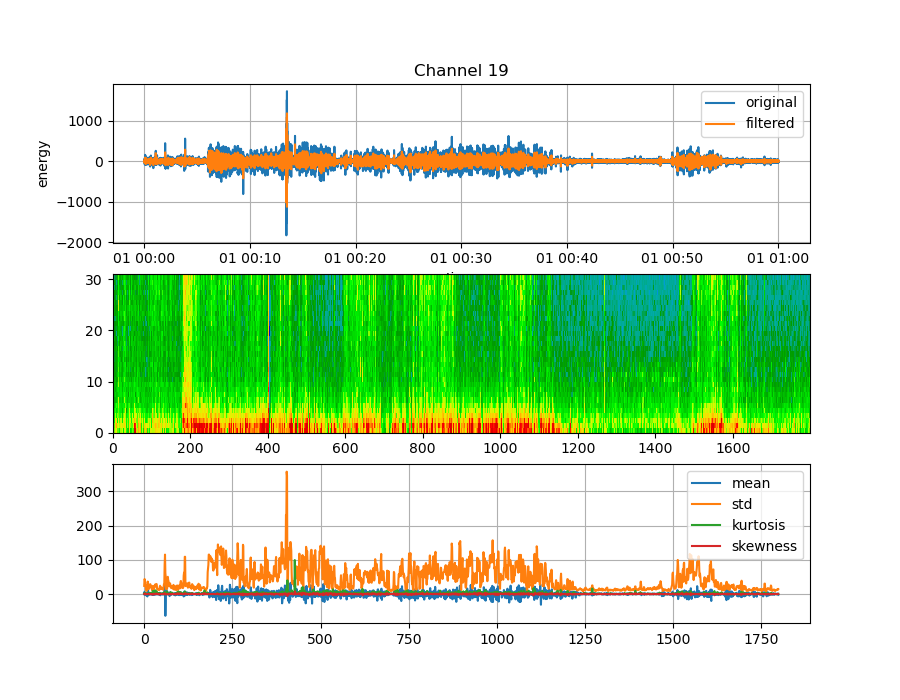 Channel 19
original
filtered
energy
1000
0
−1000
−2000
01 00:00 01 00:10 01 00:20 01 00:30 01 00:40 01 00:50 01 01:00
30
20
10
0
0 200 400 600 800 1000 1200 1400 1600
mean
std
kurtosis
skewness
300
200
100
0
0 250 500 750 1000 1250 1500 1750